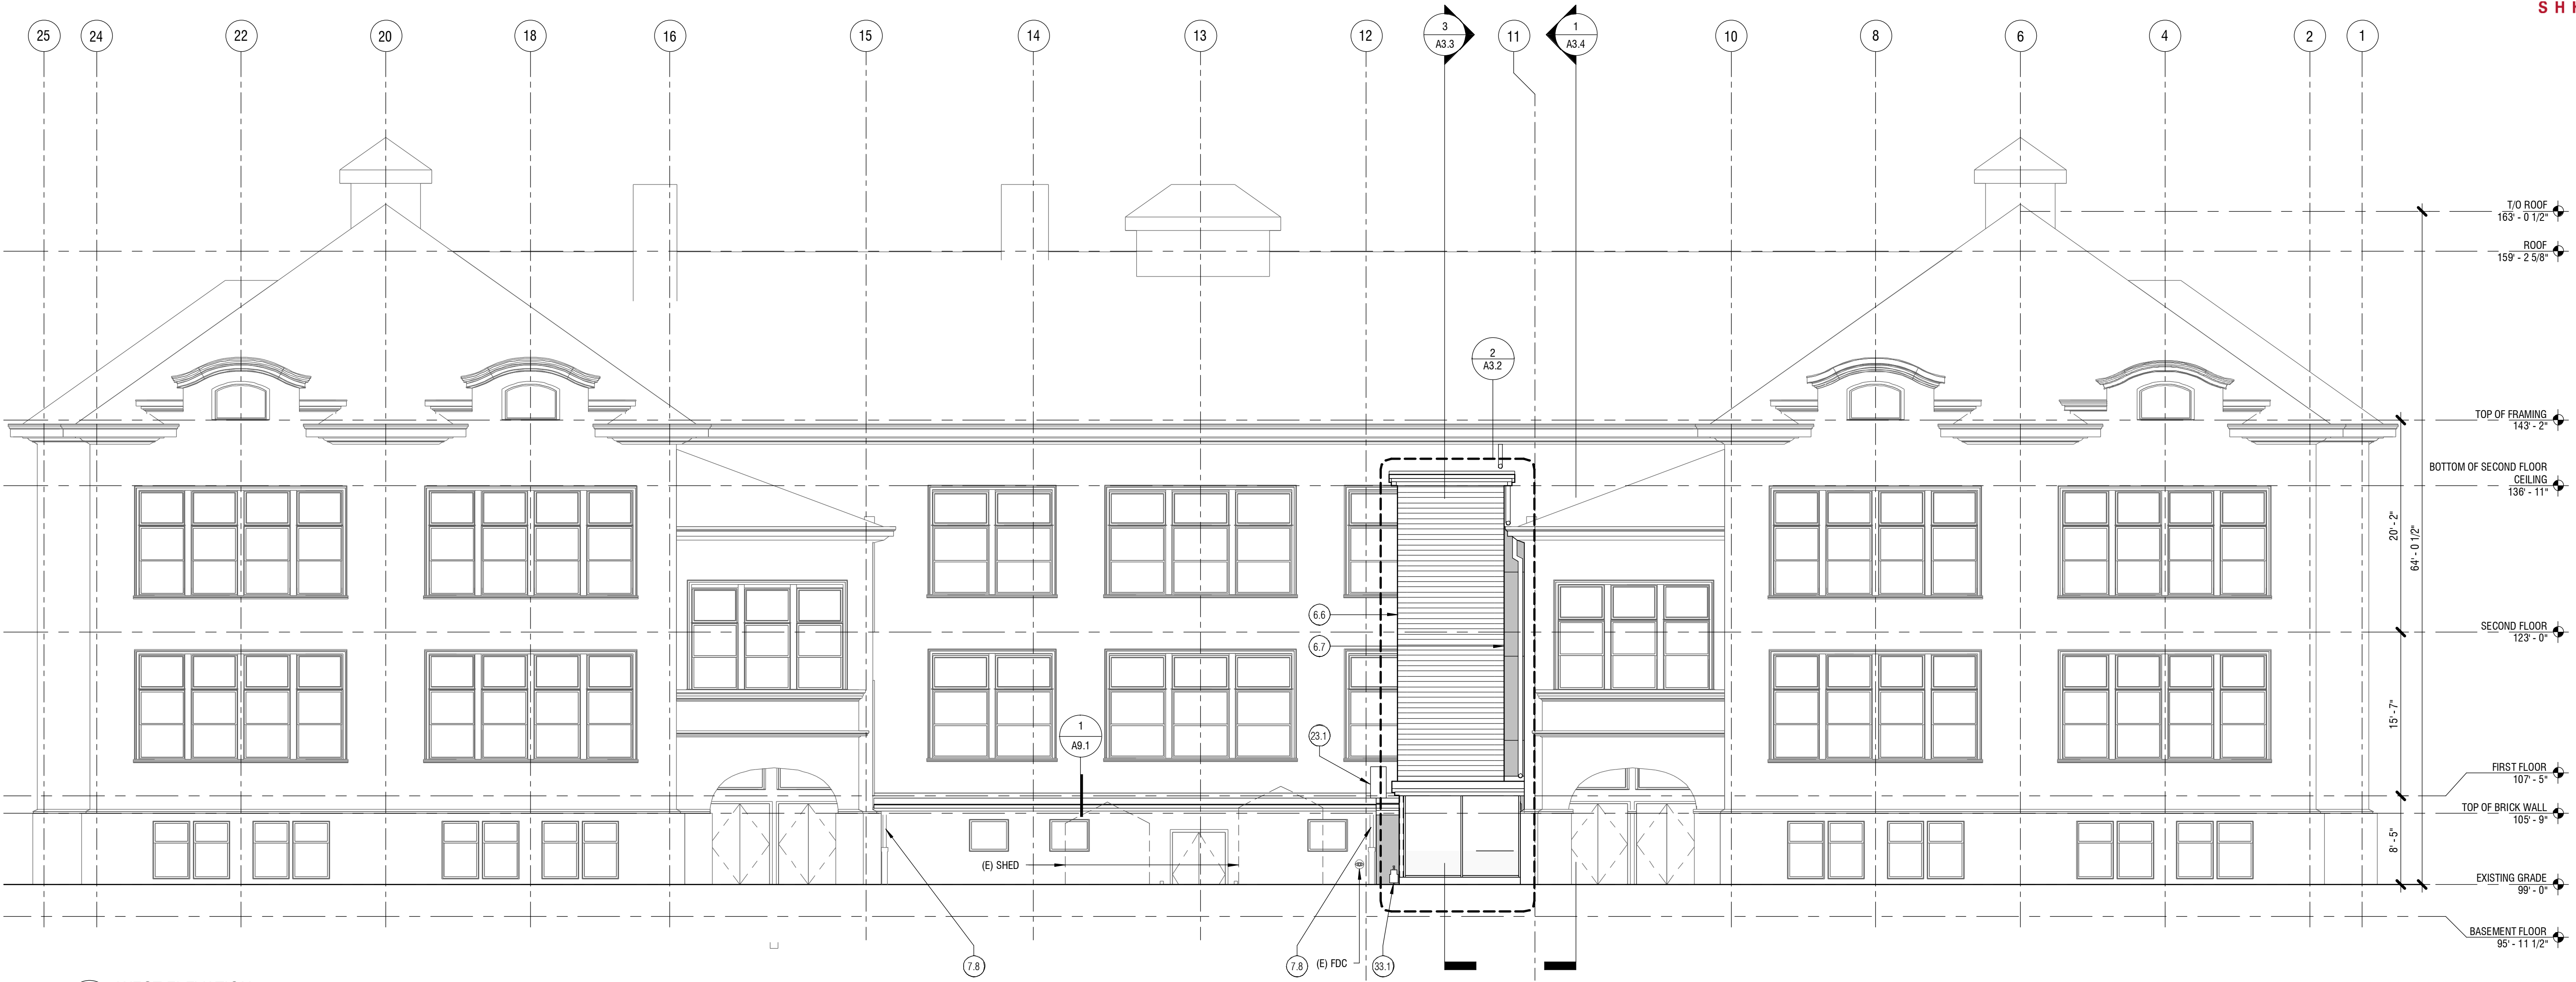 S H
25 24 22 20 18 16 15 14 13 12 3 11 1 10 8 6 4 2 1
A3.3 A3.4
T/O ROOF
163' - 0 1/2"
ROOF
159' - 2 5/8"
2
A3.2
TOP OF FRAMING
143' - 2"
BOTTOM OF SECOND FLOOR
CEILING
136' - 11"
20' - 2"
64' - 0 1/2"
6.6
SECOND FLOOR
123' - 0"
6.7
15' - 7"
1
A9.1
23.1
FIRST FLOOR
107' - 5"
TOP OF BRICK WALL
105' - 9"
8' - 5"
(E) SHED
EXISTING GRADE
99' - 0"
BASEMENT FLOOR
95' - 11 1/2"
7.8
7.8
(E) FDC
33.1